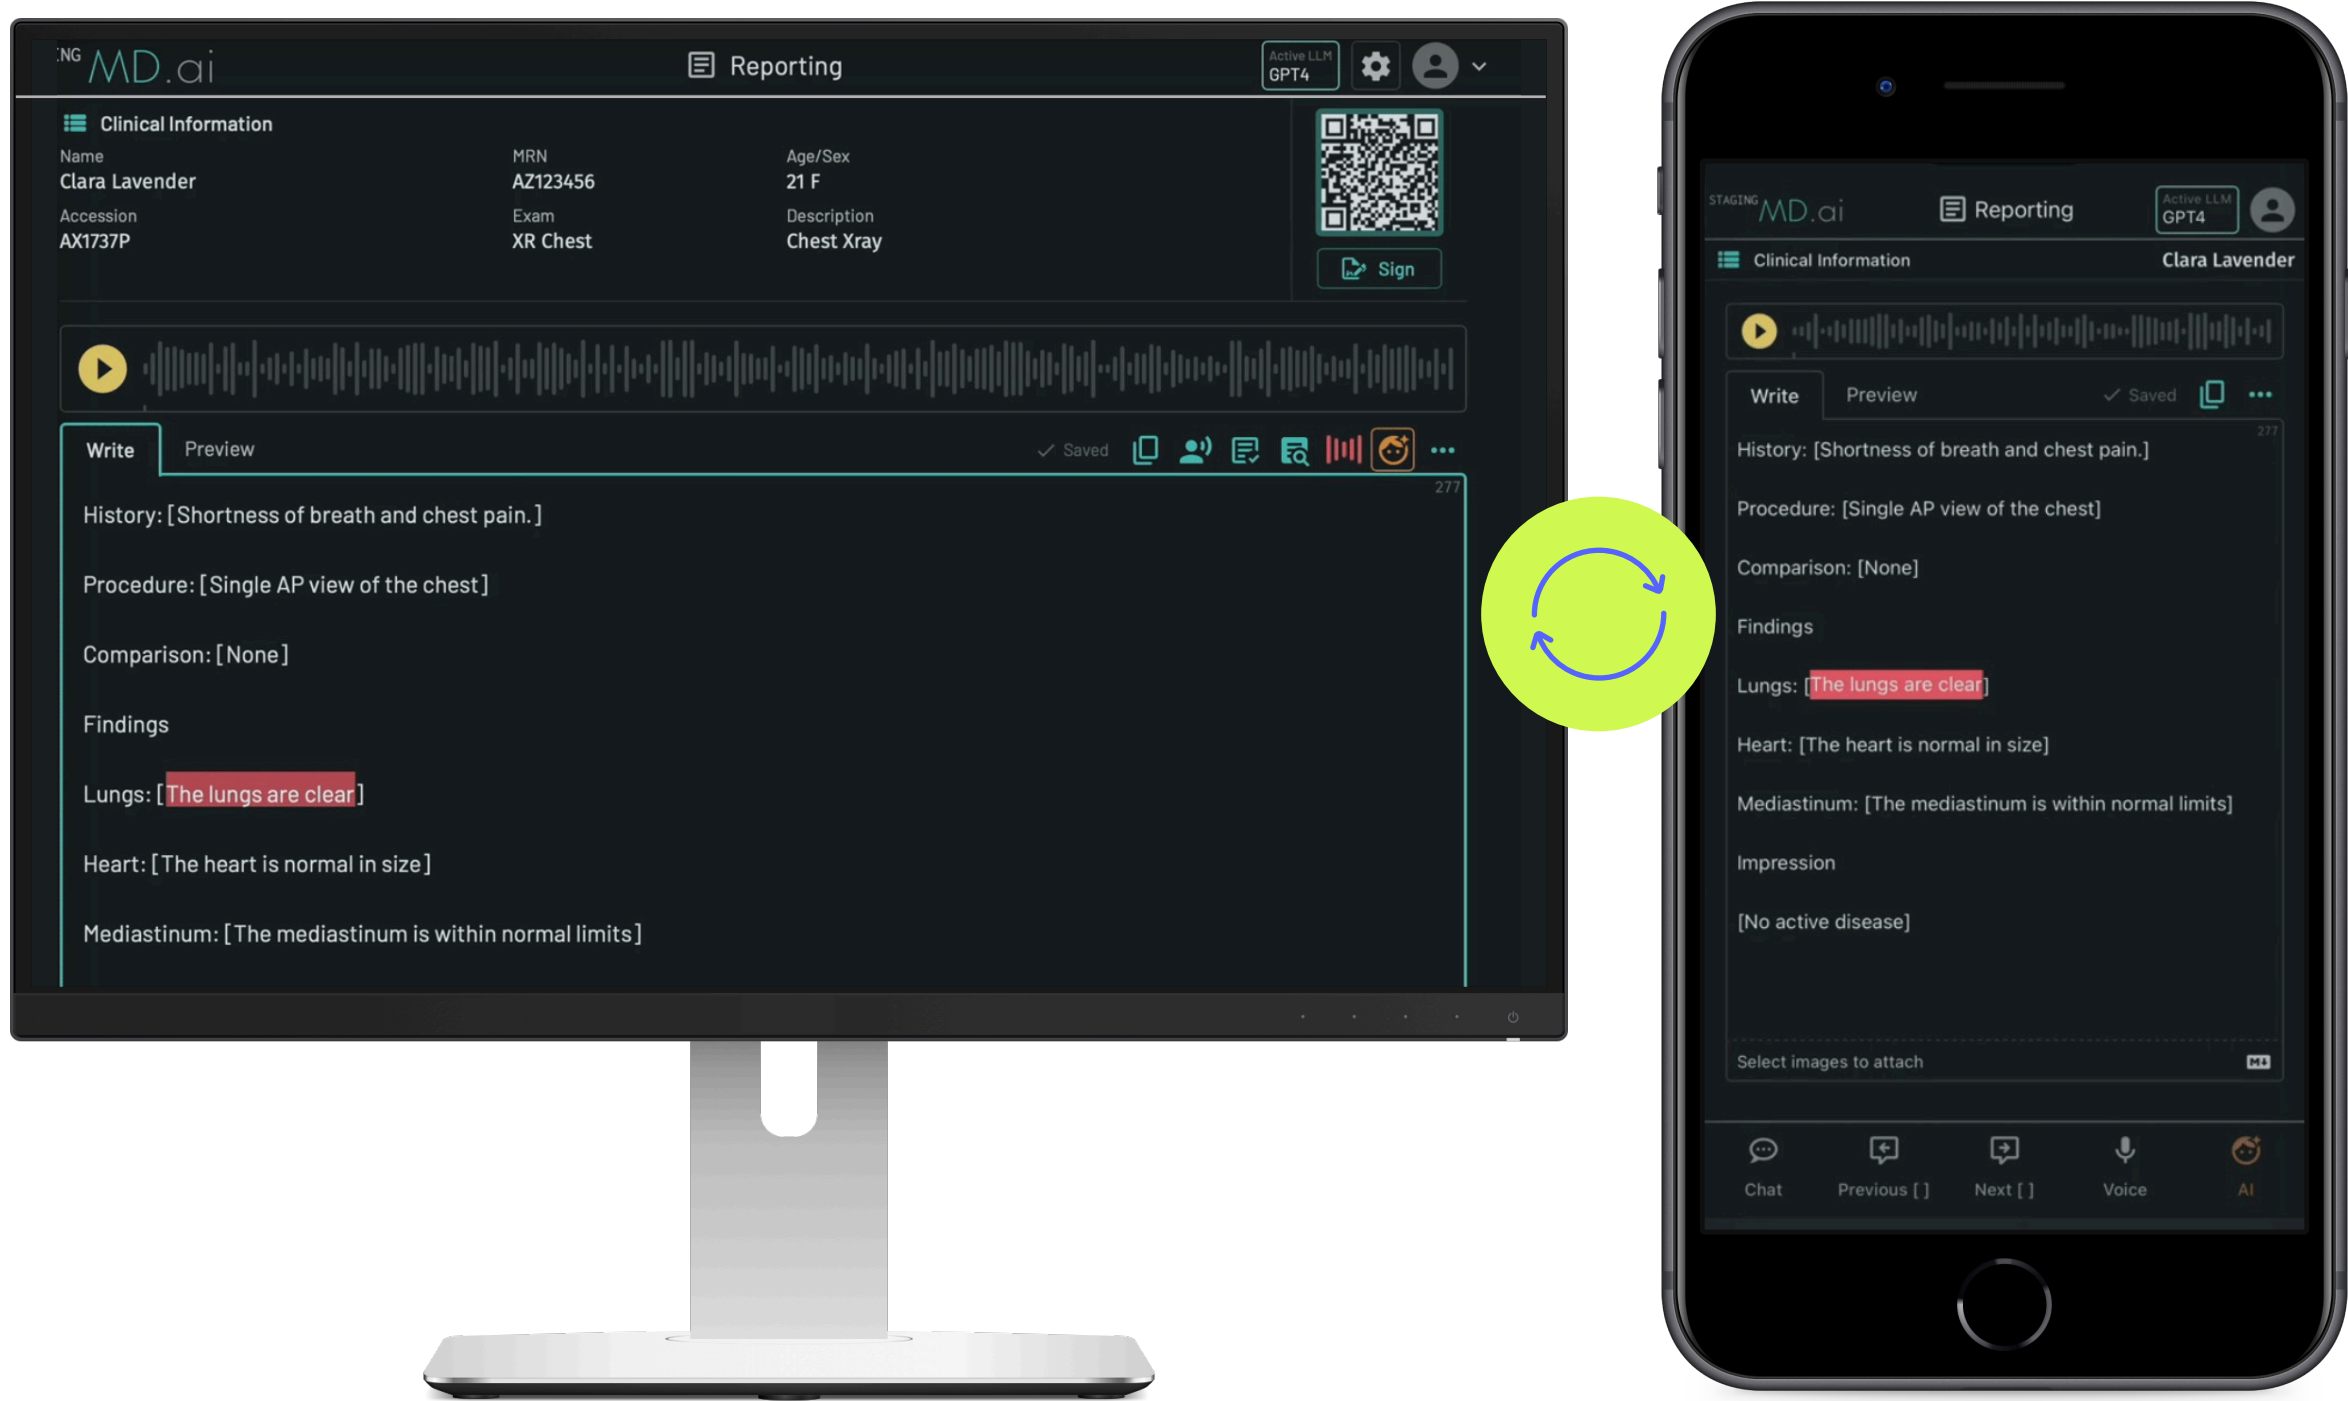 ING MD.ai
Reporting
Active LLM
GPT4
Clinical Information
Name
Clara Lavender
MRN
AZ123456
Age/Sex
21 F
Accession
AX1737P
Exam
XR Chest
Description
Chest Xray
Sign
Write
Preview
Saved
277
History: [Shortness of breath and chest pain.]
Procedure: [Single AP view of the chest]
Comparison: [None]
Findings
Lungs: [The lungs are clear]
Heart: [The heart is normal in size]
Mediastinum: [The mediastinum is within normal limits]
STAGING MD.ai
Reporting
Active LLM
GPT4
Clinical Information
Clara Lavender
Write
Preview
Saved
277
History: [Shortness of breath and chest pain.]
Procedure: [Single AP view of the chest]
Comparison: [None]
Findings
Lungs: [The lungs are clear]
Heart: [The heart is normal in size]
Mediastinum: [The mediastinum is within normal limits]
Impression
[No active disease]
Select images to attach
M↓
Chat
Previous [ ]
Next [ ]
Voice
AI